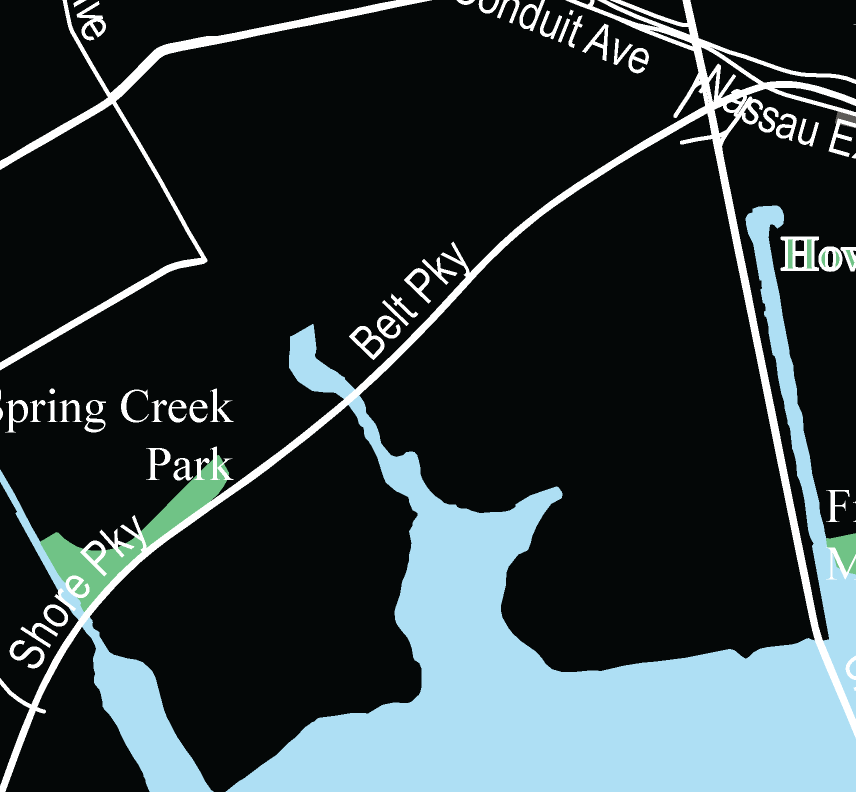 Conduit Ave
Nassau
Belt Pky
Spring Creek
Park
Shore Pky